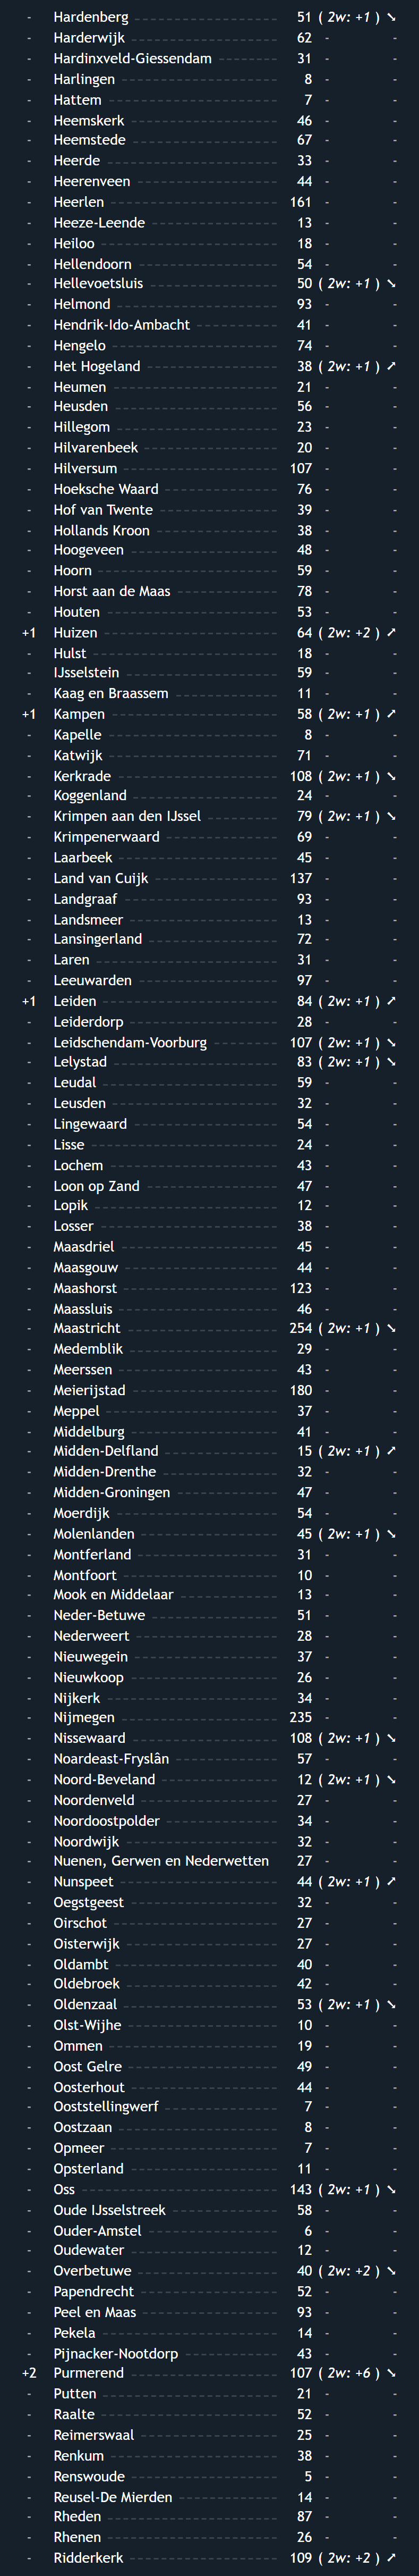 - Hardenberg 51 ( 2w: +1 ) ➘
- Harderwijk 62 - -
- Hardinxveld-Giessendam 31 - -
- Harlingen 8 - -
- Hattem 7 - -
- Heemskerk 46 - -
- Heemstede 67 - -
- Heerde 33 - -
- Heerenveen 44 - -
- Heerlen 161 - -
- Heeze-Leende 13 - -
- Heiloo 18 - -
- Hellendoorn 54 - -
- Hellevoetsluis 50 ( 2w: +1 ) ➘
- Helmond 93 - -
- Hendrik-Ido-Ambacht 41 - -
- Hengelo 74 - -
- Het Hogeland 38 ( 2w: +1 ) ➚
- Heumen 21 - -
- Heusden 56 - -
- Hillegom 23 - -
- Hilvarenbeek 20 - -
- Hilversum 107 - -
- Hoeksche Waard 76 - -
- Hof van Twente 39 - -
- Hollands Kroon 38 - -
- Hoogeveen 48 - -
- Hoorn 59 - -
- Horst aan de Maas 78 - -
- Houten 53 - -
+1 Huizen 64 ( 2w: +2 ) ➚
- Hulst 18 - -
- IJsselstein 59 - -
- Kaag en Braassem 11 - -
+1 Kampen 58 ( 2w: +1 ) ➚
- Kapelle 8 - -
- Katwijk 71 - -
- Kerkrade 108 ( 2w: +1 ) ➘
- Koggenland 24 - -
- Krimpen aan den IJssel 79 ( 2w: +1 ) ➘
- Krimpenerwaard 69 - -
- Laarbeek 45 - -
- Land van Cuijk 137 - -
- Landgraaf 93 - -
- Landsmeer 13 - -
- Lansingerland 72 - -
- Laren 31 - -
- Leeuwarden 97 - -
+1 Leiden 84 ( 2w: +1 ) ➚
- Leiderdorp 28 - -
- Leidschendam-Voorburg 107 ( 2w: +1 ) ➘
- Lelystad 83 ( 2w: +1 ) ➘
- Leudal 59 - -
- Leusden 32 - -
- Lingewaard 54 - -
- Lisse 24 - -
- Lochem 43 - -
- Loon op Zand 47 - -
- Lopik 12 - -
- Losser 38 - -
- Maasdriel 45 - -
- Maasgouw 44 - -
- Maashorst 123 - -
- Maassluis 46 - -
- Maastricht 254 ( 2w: +1 ) ➘
- Medemblik 29 - -
- Meerssen 43 - -
- Meierijstad 180 - -
- Meppel 37 - -
- Middelburg 41 - -
- Midden-Delfland 15 ( 2w: +1 ) ➚
- Midden-Drenthe 32 - -
- Midden-Groningen 47 - -
- Moerdijk 54 - -
- Molenlanden 45 ( 2w: +1 ) ➘
- Montferland 31 - -
- Montfoort 10 - -
- Mook en Middelaar 13 - -
- Neder-Betuwe 51 - -
- Nederweert 28 - -
- Nieuwegein 37 - -
- Nieuwkoop 26 - -
- Nijkerk 34 - -
- Nijmegen 235 - -
- Nissewaard 108 ( 2w: +1 ) ➘
- Noardeast-Fryslân 57 - -
- Noord-Beveland 12 ( 2w: +1 ) ➘
- Noordenveld 27 - -
- Noordoostpolder 34 - -
- Noordwijk 32 - -
- Nuenen, Gerwen en Nederwetten 27 - -
- Nunspeet 44 ( 2w: +1 ) ➚
- Oegstgeest 32 - -
- Oirschot 27 - -
- Oisterwijk 27 - -
- Oldambt 40 - -
- Oldebroek 42 - -
- Oldenzaal 53 ( 2w: +1 ) ➘
- Olst-Wijhe 10 - -
- Ommen 19 - -
- Oost Gelre 49 - -
- Oosterhout 44 - -
- Ooststellingwerf 7 - -
- Oostzaan 8 - -
- Opmeer 7 - -
- Opsterland 11 - -
- Oss 143 ( 2w: +1 ) ➘
- Oude IJsselstreek 58 - -
- Ouder-Amstel 6 - -
- Oudewater 12 - -
- Overbetuwe 40 ( 2w: +2 ) ➘
- Papendrecht 52 - -
- Peel en Maas 93 - -
- Pekela 14 - -
- Pijnacker-Nootdorp 43 - -
+2 Purmerend 107 ( 2w: +6 ) ➘
- Putten 21 - -
- Raalte 52 - -
- Reimerswaal 25 - -
- Renkum 38 - -
- Renswoude 5 - -
- Reusel-De Mierden 14 - -
- Rheden 87 - -
- Rhenen 26 - -
- Ridderkerk 109 ( 2w: +2 ) ➚